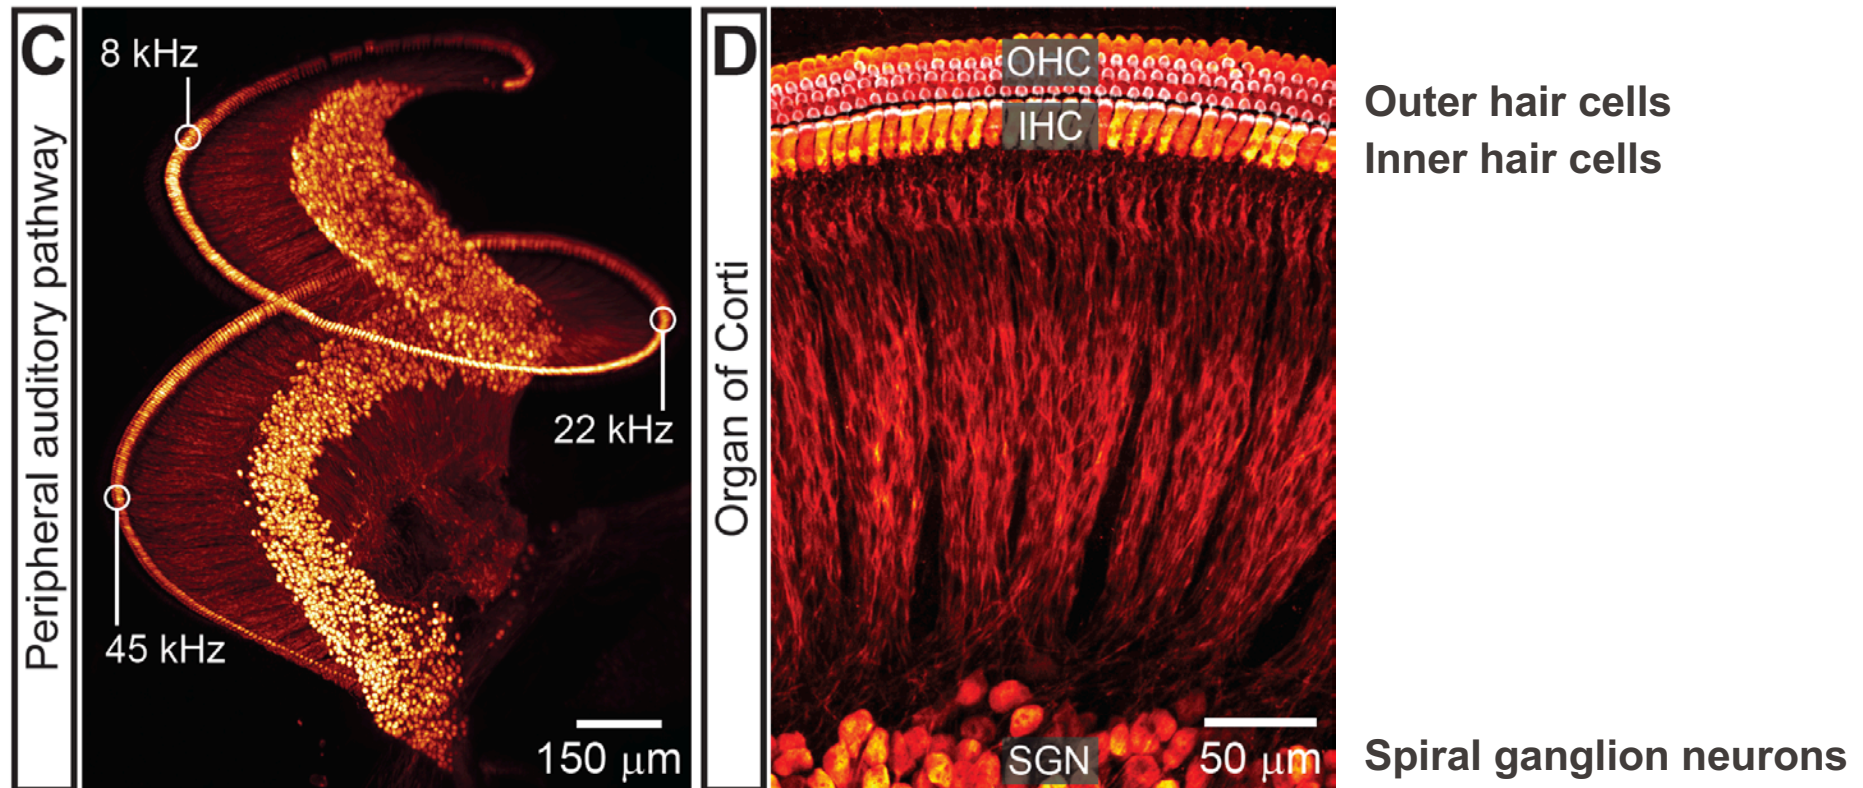 C
Peripheral auditory pathway
8 kHz
22 kHz
45 kHz
150 μm
D
Organ of Corti
OHC
IHC
SGN
50 μm
Outer hair cells
Inner hair cells
Spiral ganglion neurons